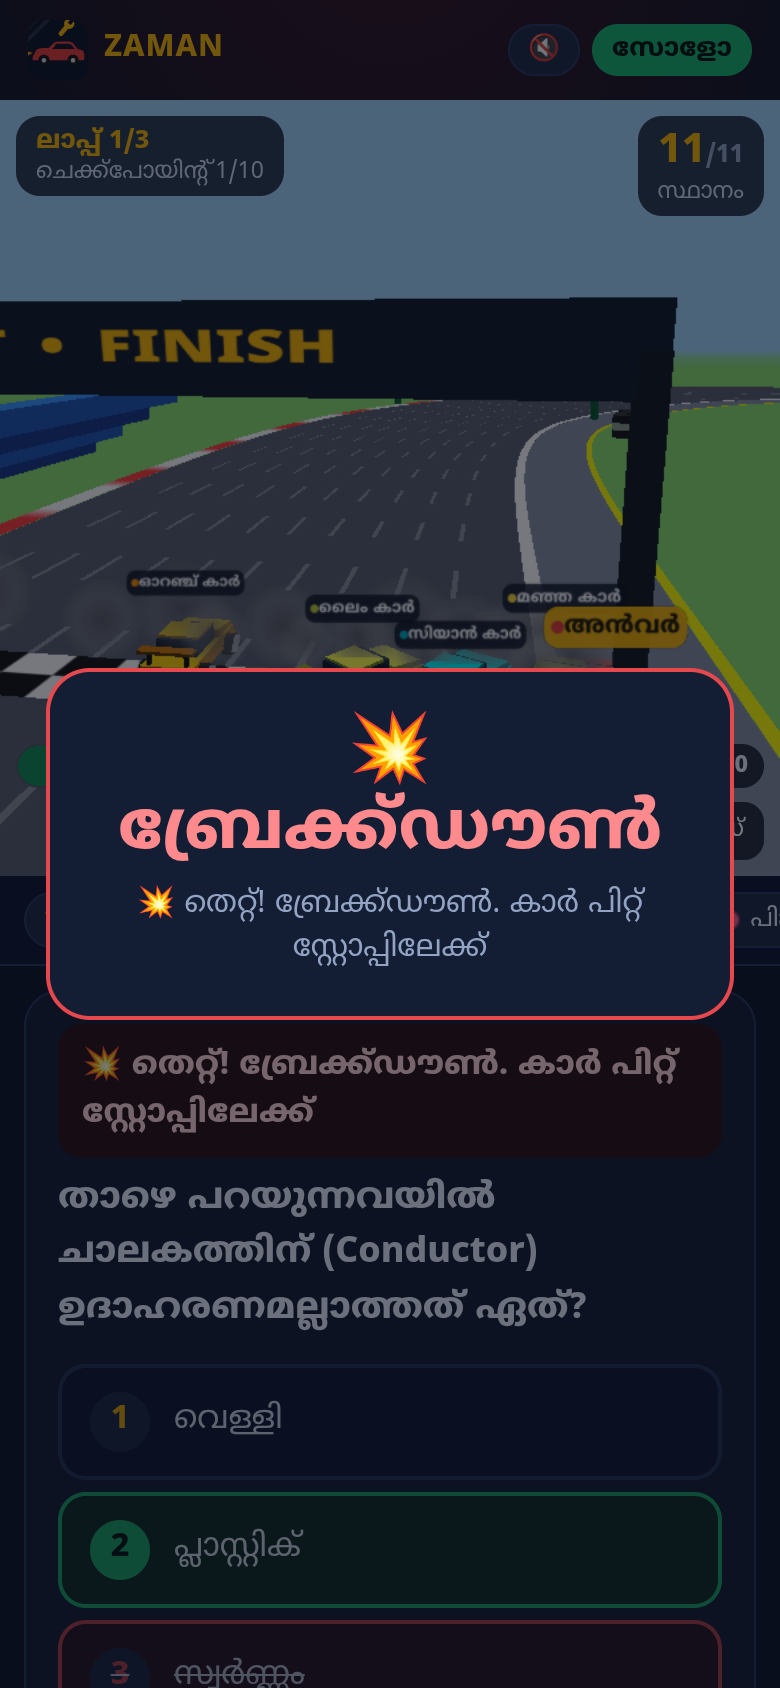 ZAMAN
സോളോ
ലാപ്പ് 1/3
ചെക്ക്പോയിന്റ് 1/10
11/11
സ്ഥാനം
• FINISH
ഓറഞ്ച് കാർ
ലൈം കാർ
മഞ്ഞ കാർ
സിയാൻ കാർ
അൻവർ
0
💥
ബ്രേക്ക്ഡൗൺ
💥 തെറ്റ്! ബ്രേക്ക്ഡൗൺ. കാർ പിറ്റ്
സ്റ്റോപ്പിലേക്ക്
💥 തെറ്റ്! ബ്രേക്ക്ഡൗൺ. കാർ പിറ്റ്
സ്റ്റോപ്പിലേക്ക്
താഴെ പറയുന്നവയിൽ
ചാലകത്തിന് (Conductor)
ഉദാഹരണമല്ലാത്തത് ഏത്?
1 വെള്ളി
2 പ്ലാസ്റ്റിക്
3 സ്വർണ്ണം